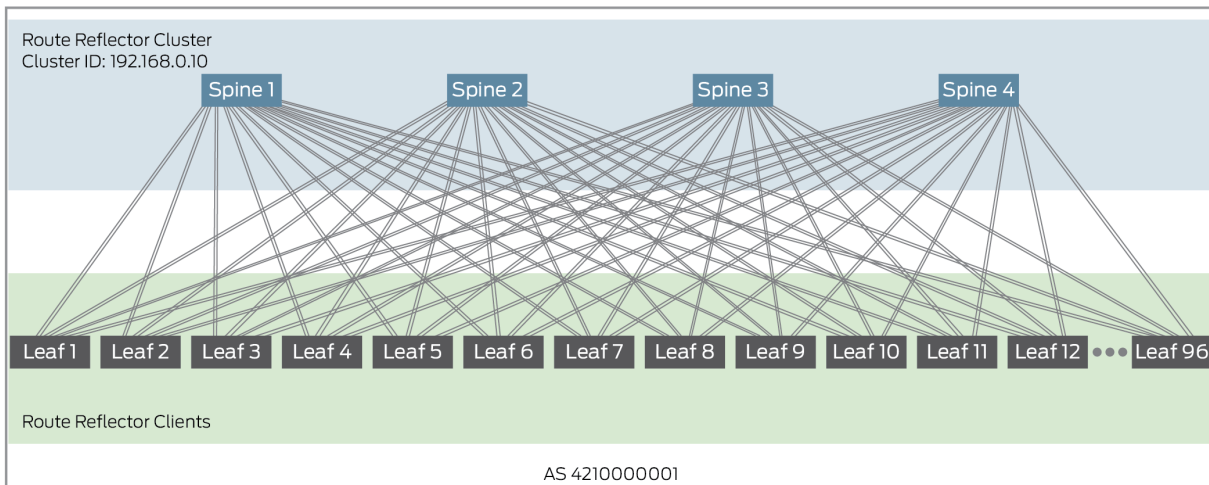 Route Reflector Cluster
Cluster ID: 192.168.0.10
Spine 1 Spine 2 Spine 3 Spine 4
Leaf 1 Leaf 2 Leaf 3 Leaf 4 Leaf 5 Leaf 6 Leaf 7 Leaf 8 Leaf 9 Leaf 10 Leaf 11 Leaf 12 Leaf 96
Route Reflector Clients
AS 4210000001